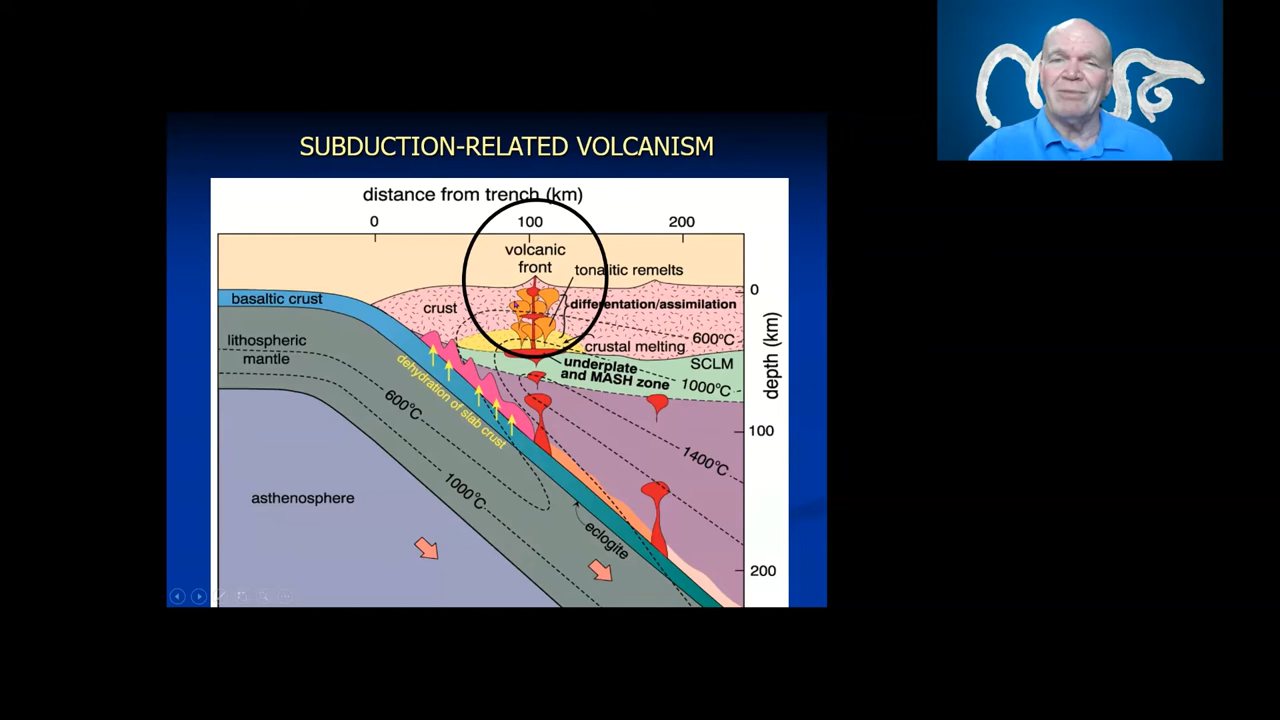 SUBDUCTION-RELATED VOLCANISM
distance from trench (km)
0 100 200
volcanic
front
tonalitic remelts
0
basaltic crust
crust
differentation/assimilation
600°C
lithospheric
mantle
crustal melting
SCLM
underplate
and MASH zone
1000°C
depth (km)
dehydration of slab crust
600°C
100
1400°C
1000°C
asthenosphere
eclogite
200